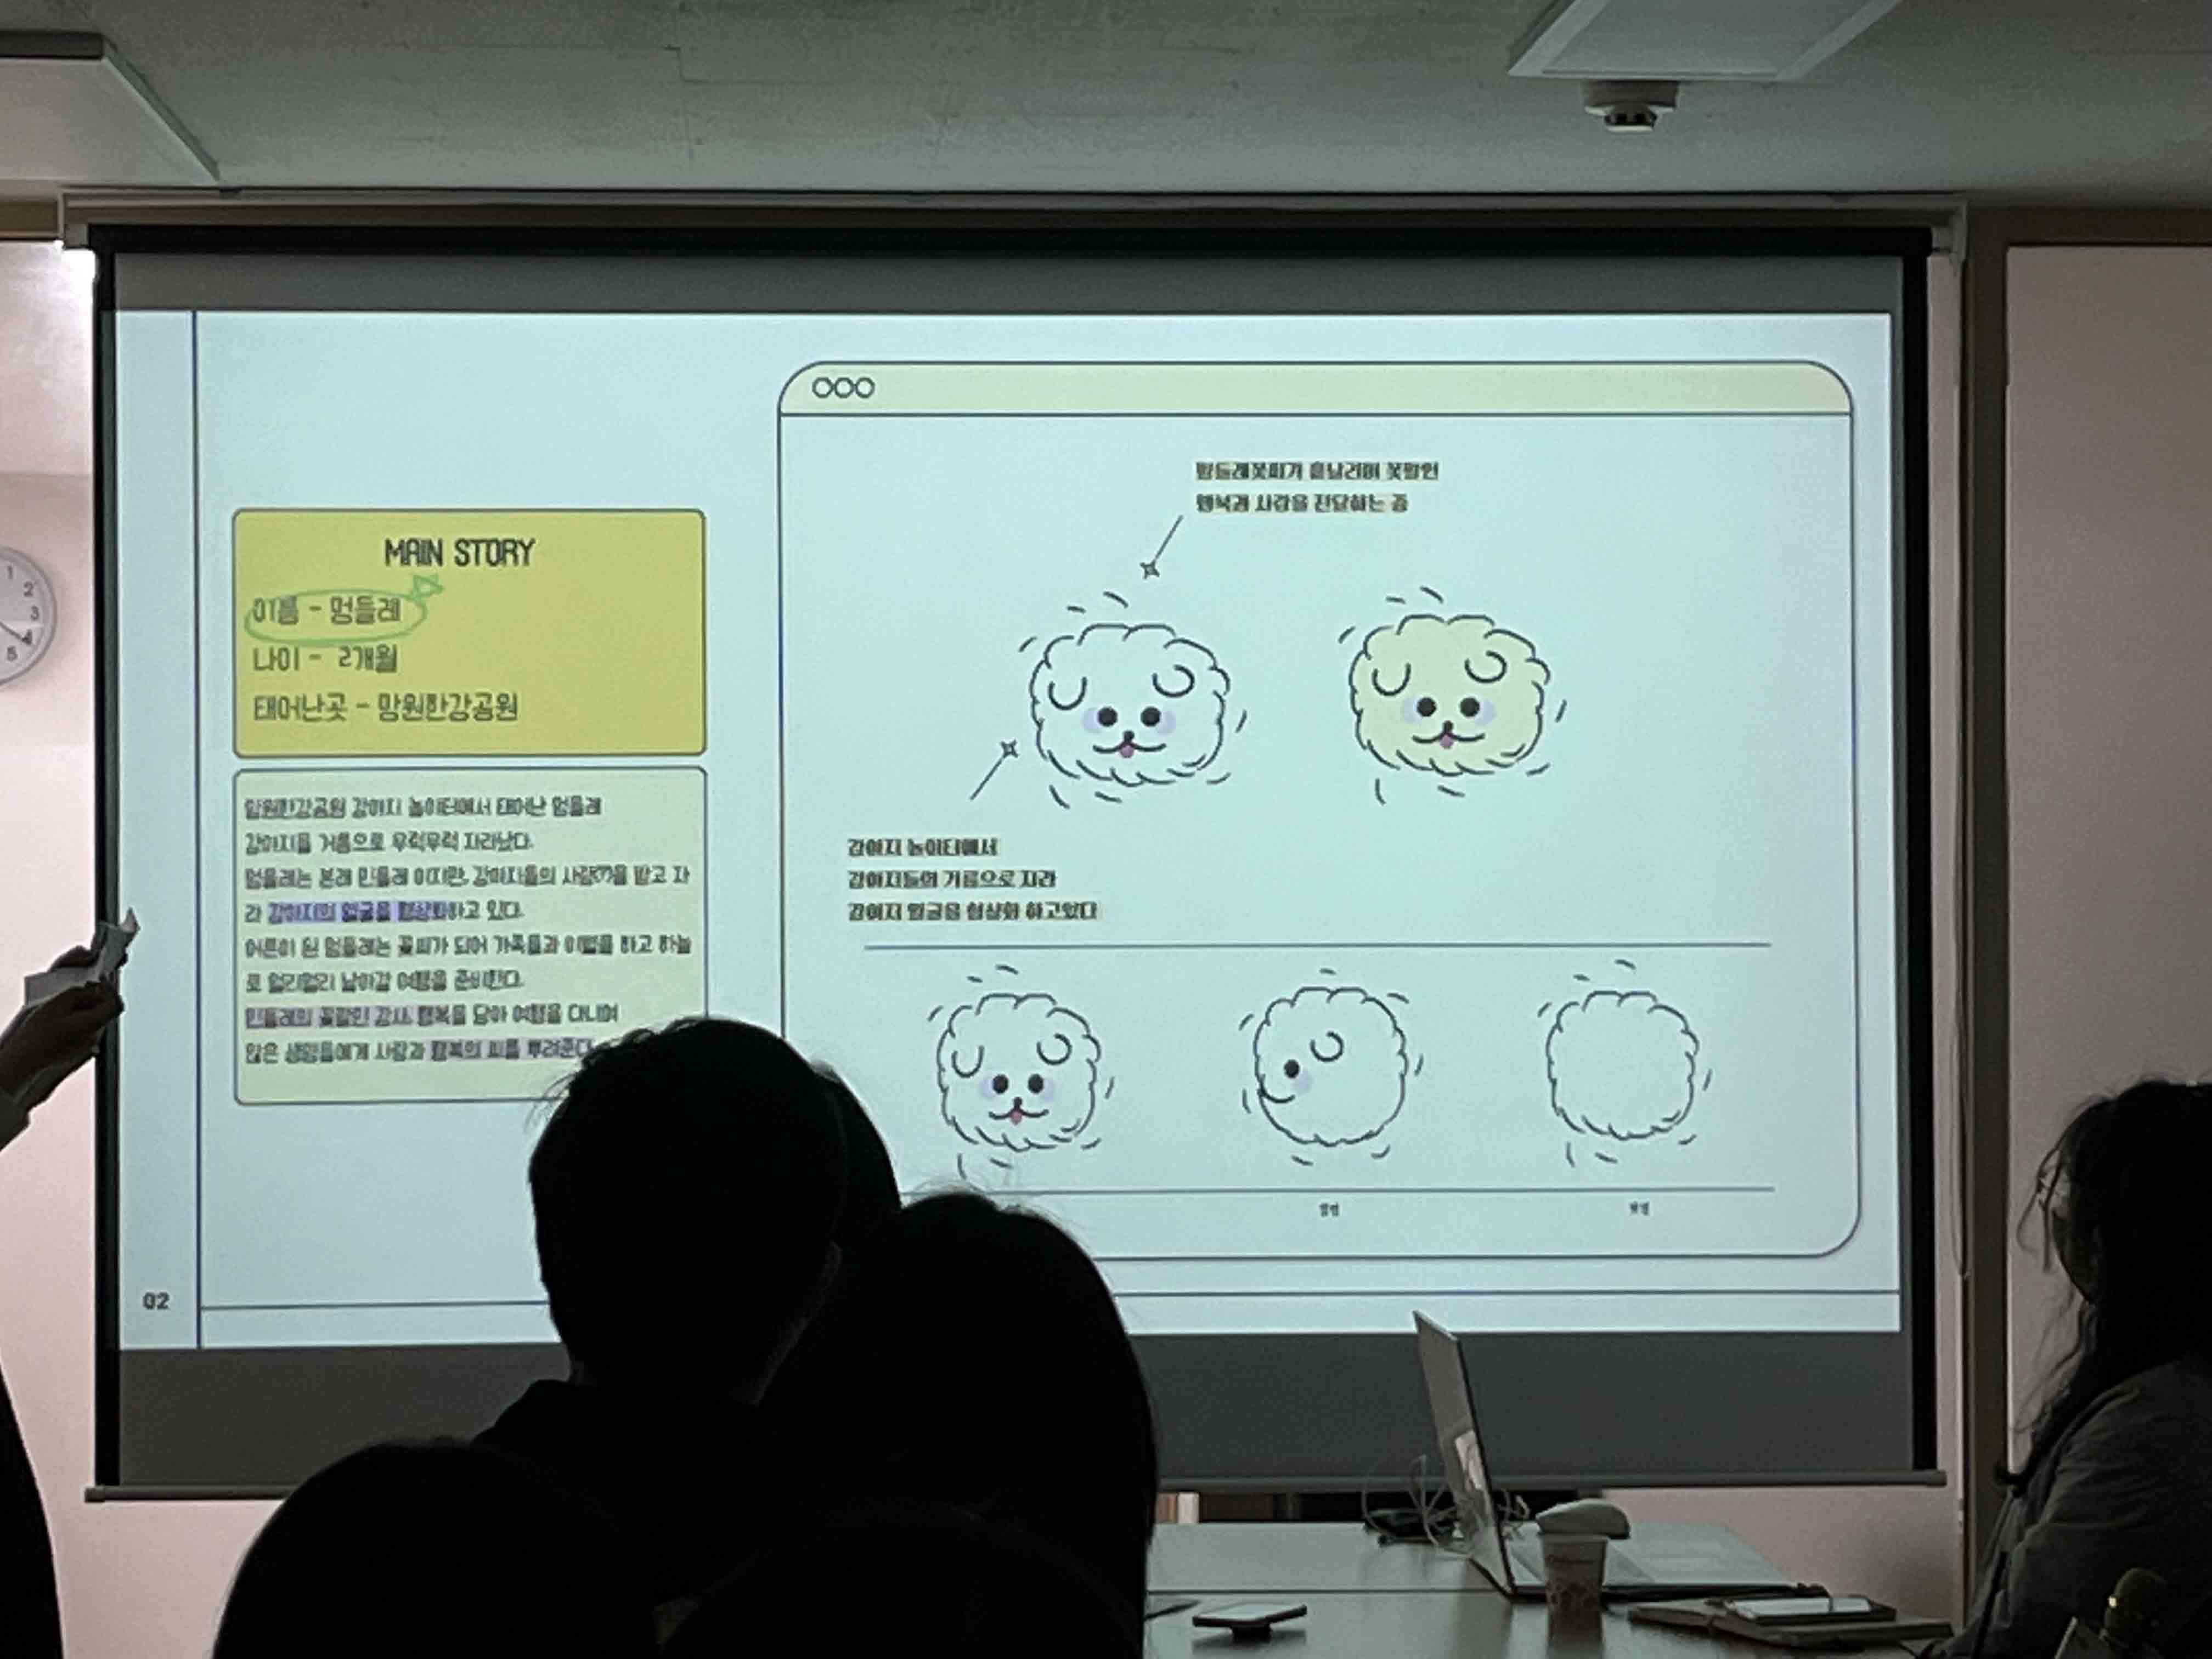 MAIN STORY
이름 - 멍들레
나이 - 2개월
태어난곳 - 망원한강공원
망원한강공원 강아지 놀이터에서 태어난 멍들레
강아지들 거름으로 무럭무럭 자라났다.
멍들레는 본래 민들레 이지만, 강아지들의 사랑(?)을 받고 자
라 강아지의 얼굴을 형상화하고 있다.
어른이 된 멍들레는 꽃씨가 되어 가족들과 이별을 하고 하늘
로 멀리멀리 날아갈 여행을 준비한다.
민들레의 꽃말인 감사, 행복을 담아 여행을 다니며
많은 생명들에게 사랑과 행복의 씨를 뿌려준다.
멍들레꽃씨가 흩날리며 꽃말인
행복과 사랑을 전달하는 중
강아지 놀이터에서
강아지들의 거름으로 자라
강아지 얼굴을 형상화 하고있다
02
1
2
3
4
5